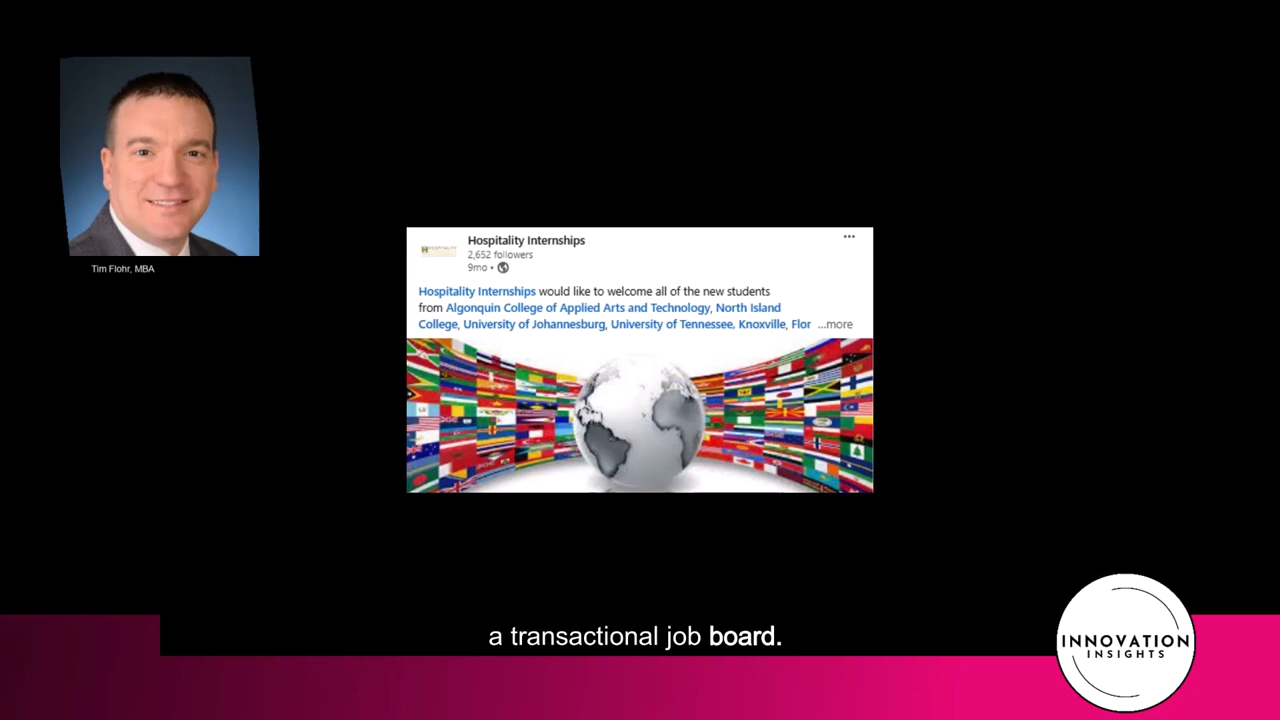 Tim Flohr, MBA
Hospitality Internships
2,652 followers
9mo •
Hospitality Internships would like to welcome all of the new students
from Algonquin College of Applied Arts and Technology, North Island
College, University of Johannesburg, University of Tennessee, Knoxville, Flor ...more
a transactional job board.
INNOVATION
INSIGHTS